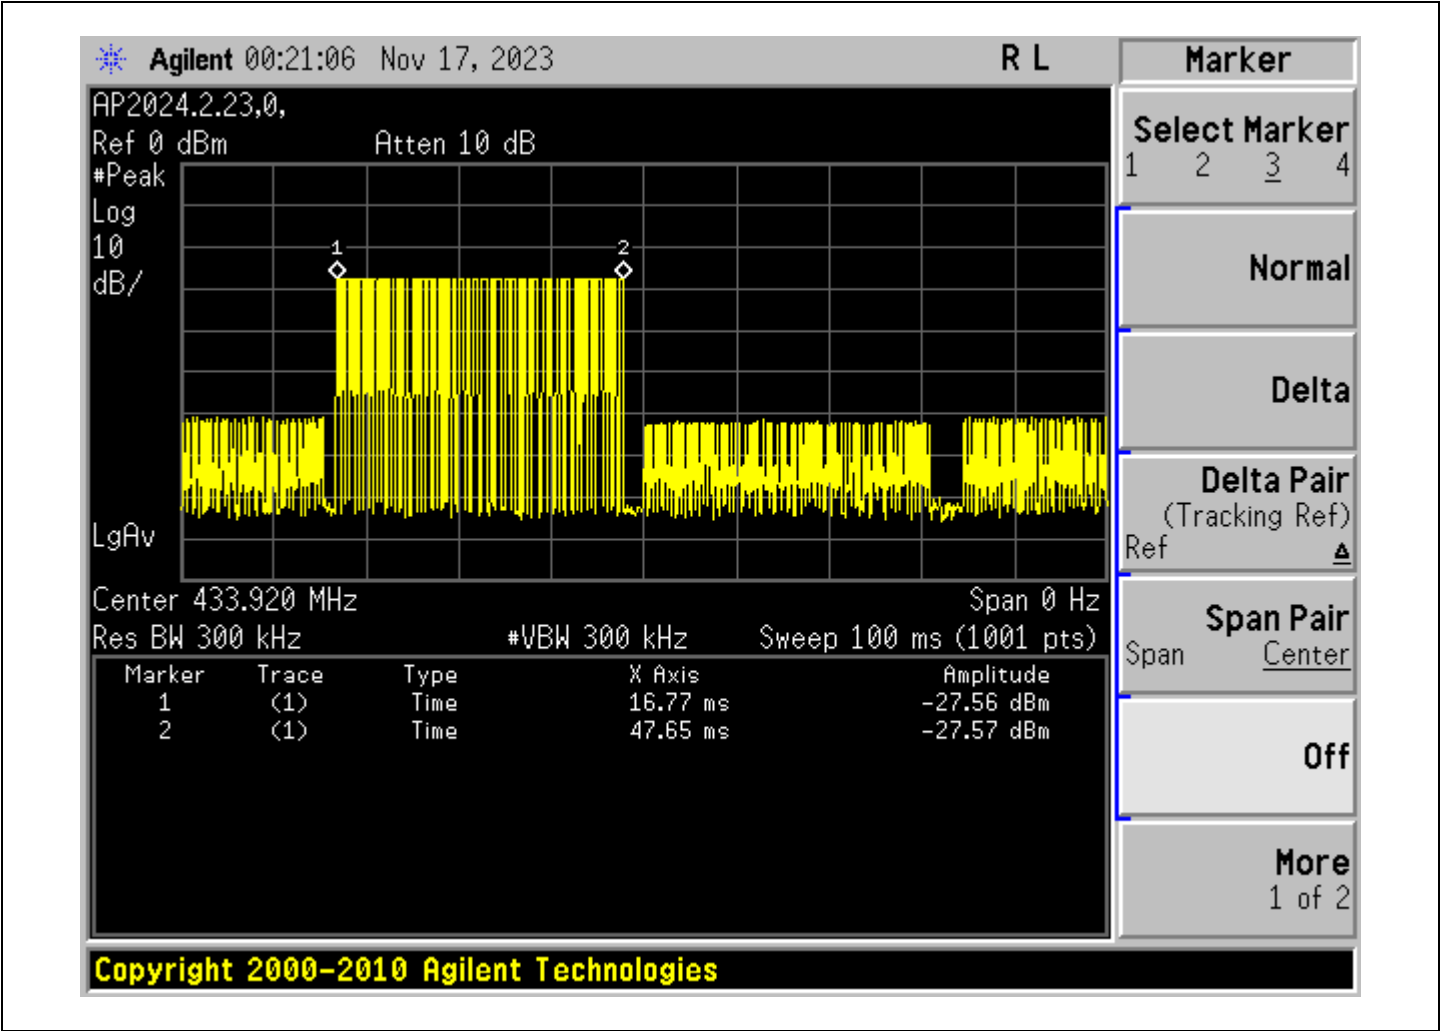 Agilent 00:21:06 Nov 17, 2023 R L
AP2024.2.23,0,
Ref 0 dBm Atten 10 dB
#Peak
Log
10
dB/
1 2
LgAv
Center 433.920 MHz Span 0 Hz
Res BW 300 kHz #VBW 300 kHz Sweep 100 ms (1001 pts)
Marker Trace Type X Axis Amplitude
1 (1) Time 16.77 ms -27.56 dBm
2 (1) Time 47.65 ms -27.57 dBm
Marker
Select Marker
1 2 3 4
Normal
Delta
Delta Pair
(Tracking Ref)
Ref Δ
Span Pair
Span Center
Off
More
1 of 2
Copyright 2000-2010 Agilent Technologies